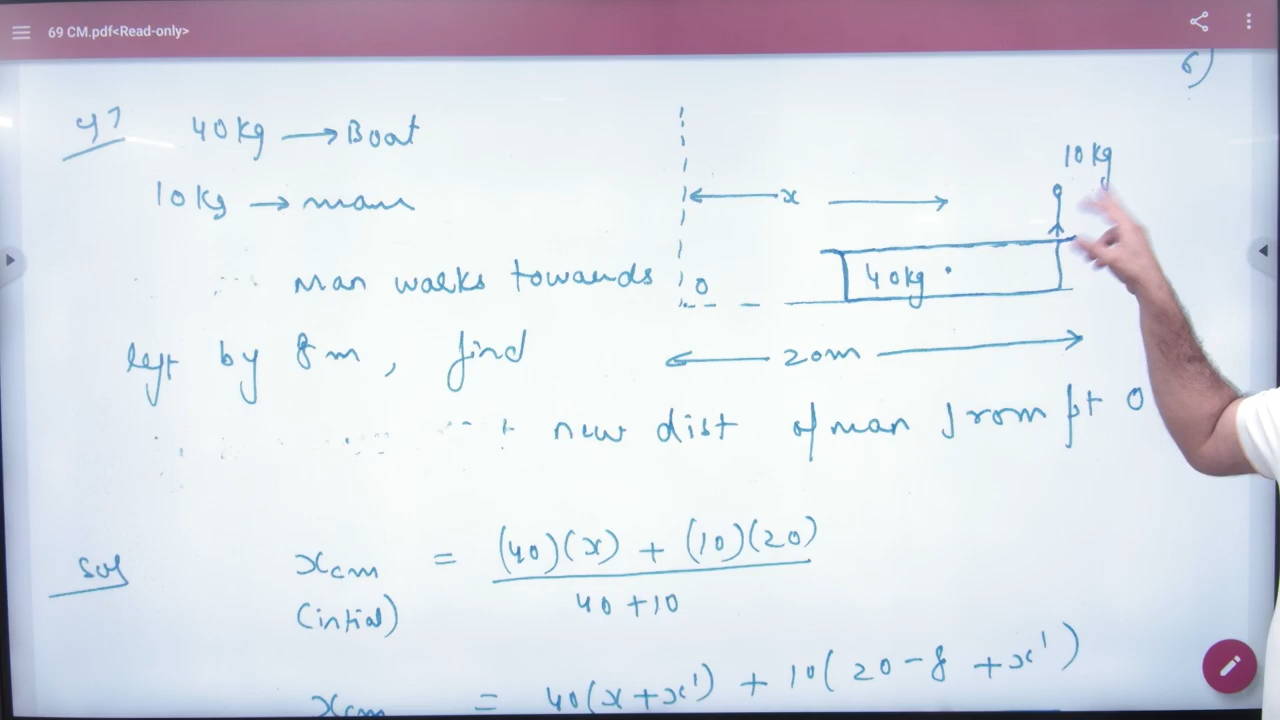 69 CM.pdf<Read-only>
6)
4?
40kg → Boat
10kg → man
10kg
x
40kg
man walks towards
0
left by 8m, find
20m
new dist of man from pt 0
Sol
xcm = (40)(x) + (10)(20)
40 + 10
(intial)
xcm = 40(x+x') + 10(20-8 +x')